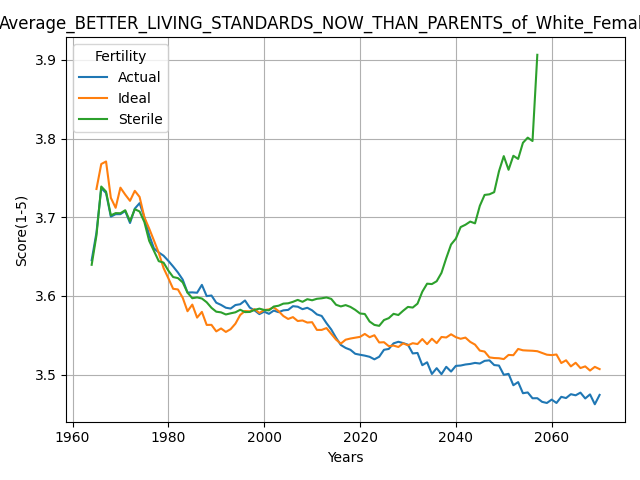 Average_BETTER_LIVING_STANDARDS_NOW_THAN_PARENTS_of_White_Femal
Fertility
Actual
Ideal
Sterile
3.9
3.8
3.7
3.6
3.5
Score(1-5)
1960 1980 2000 2020 2040 2060
Years